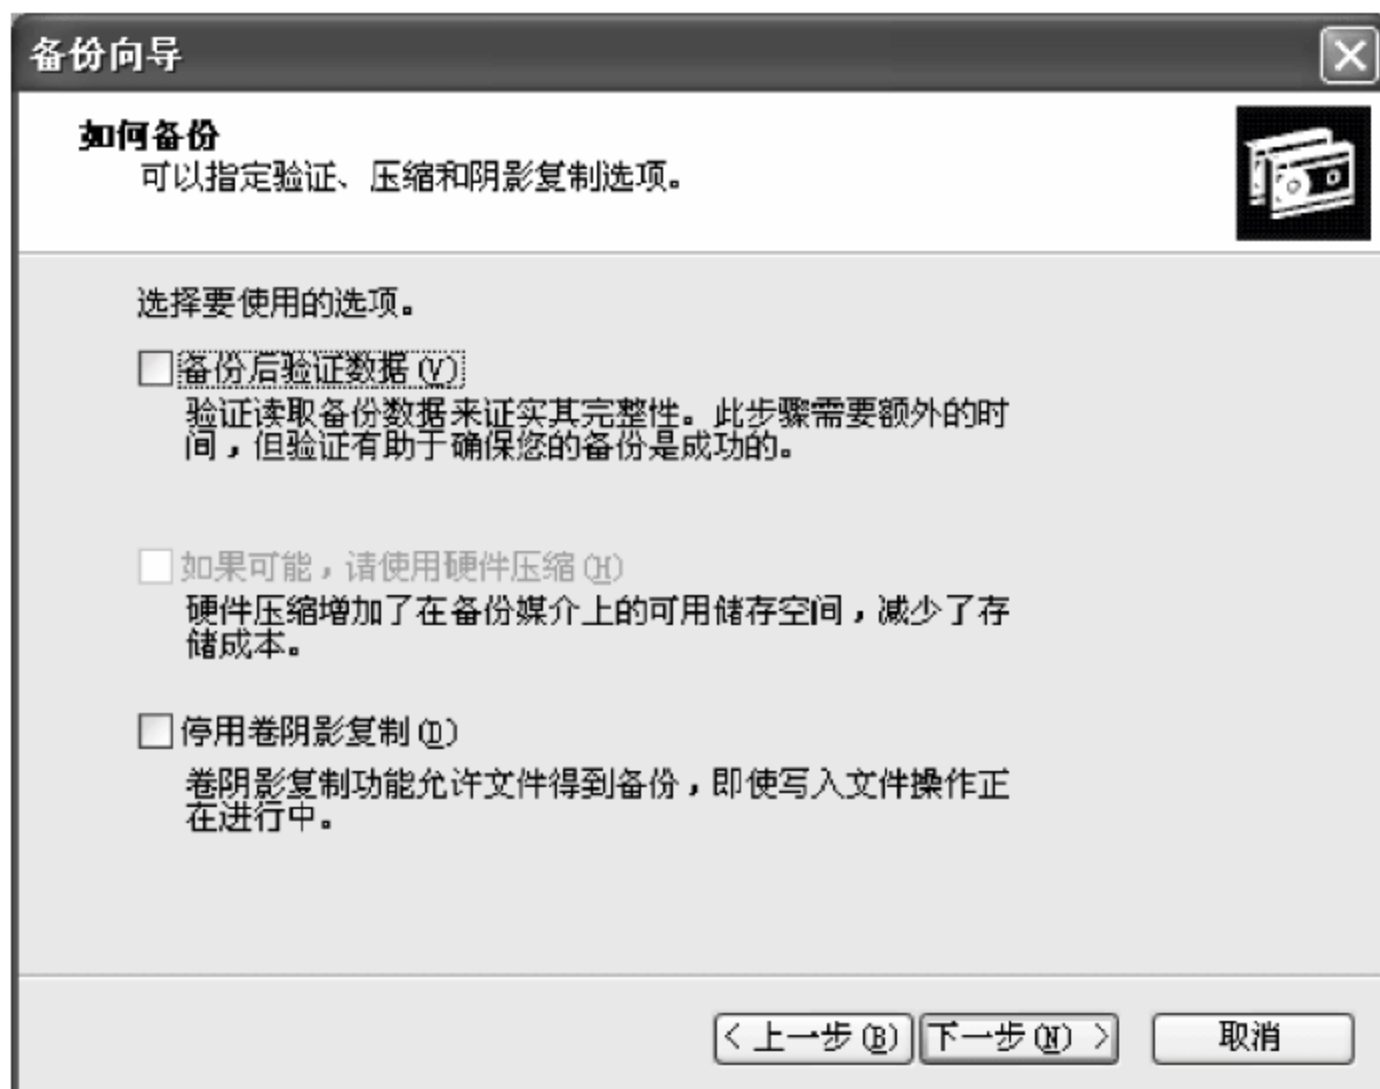 备份向导
如何备份
可以指定验证、压缩和阴影复制选项。
选择要使用的选项。
备份后验证数据(V)
验证读取备份数据来证实其完整性。此步骤需要额外的时
间，但验证有助于确保您的备份是成功的。
如果可能，请使用硬件压缩(H)
硬件压缩增加了在备份媒介上的可用储存空间，减少了存
储成本。
停用卷阴影复制(D)
卷阴影复制功能允许文件得到备份，即使写入文件操作正
在进行中。
< 上一步(B) 下一步(N) > 取消